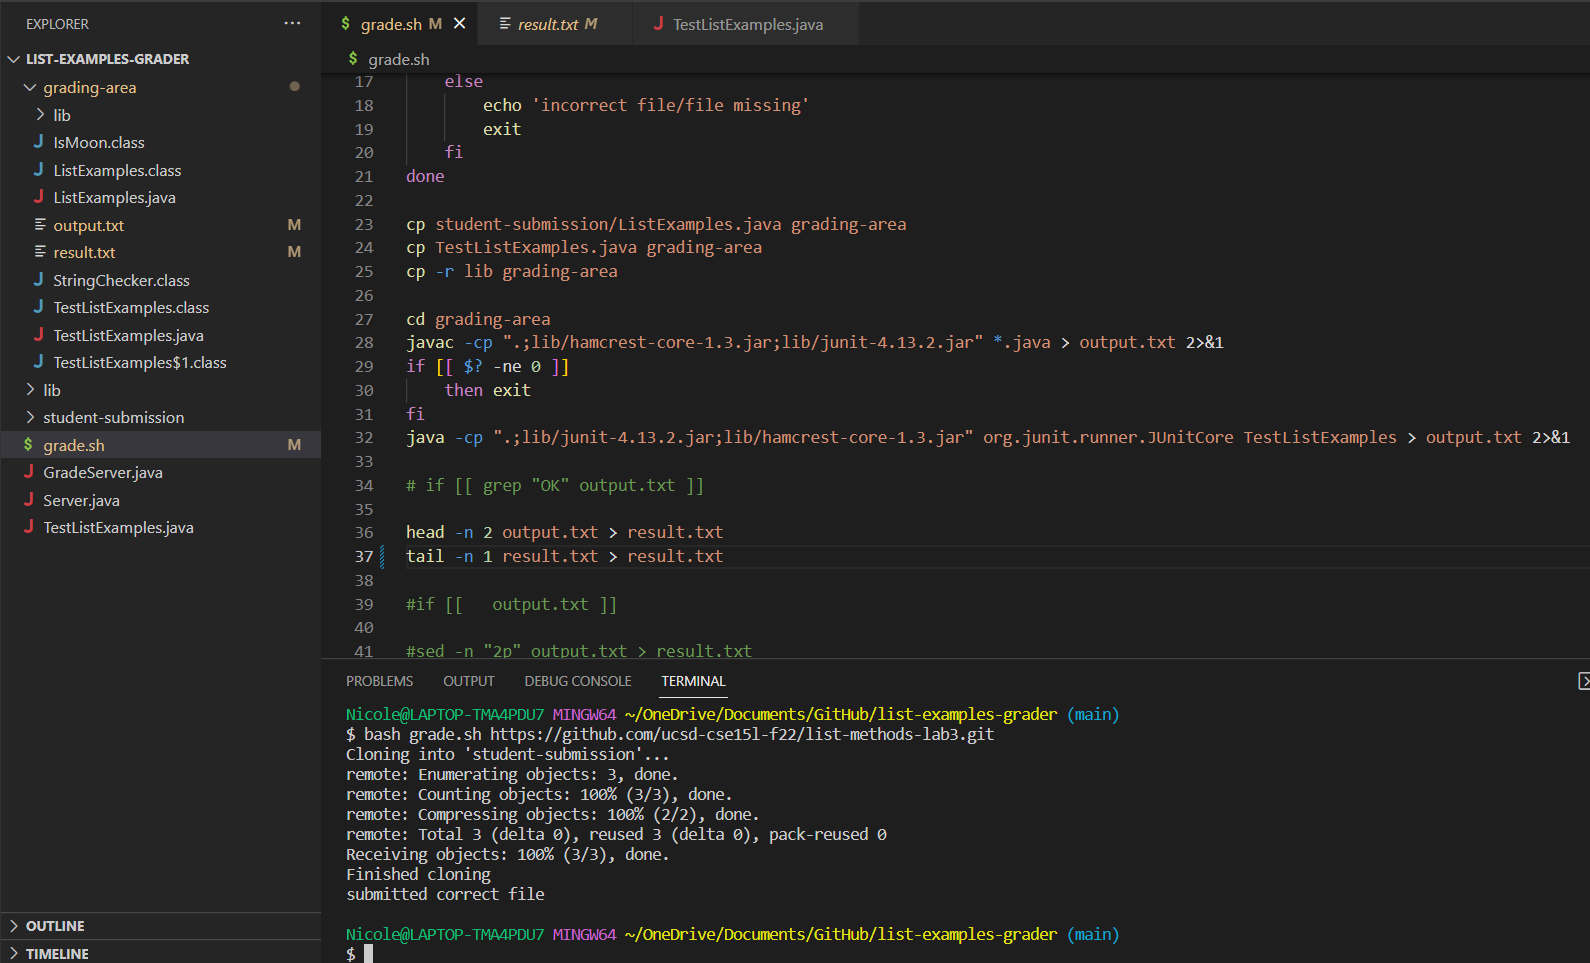 EXPLORER ...
LIST-EXAMPLES-GRADER
grading-area
lib
IsMoon.class
ListExamples.class
ListExamples.java
output.txt M
result.txt M
StringChecker.class
TestListExamples.class
TestListExamples.java
TestListExamples$1.class
lib
student-submission
$ grade.sh M
GradeServer.java
Server.java
TestListExamples.java
OUTLINE
TIMELINE
$ grade.sh M
result.txt M
TestListExamples.java
$ grade.sh
17 else
18 echo 'incorrect file/file missing'
19 exit
20 fi
21 done
22
23 cp student-submission/ListExamples.java grading-area
24 cp TestListExamples.java grading-area
25 cp -r lib grading-area
26
27 cd grading-area
28 javac -cp ".;lib/hamcrest-core-1.3.jar;lib/junit-4.13.2.jar" *.java > output.txt 2>&1
29 if [[ $? -ne 0 ]]
30 then exit
31 fi
32 java -cp ".;lib/junit-4.13.2.jar;lib/hamcrest-core-1.3.jar" org.junit.runner.JUnitCore TestListExamples > output.txt 2>&1
33
34 # if [[ grep "OK" output.txt ]]
35
36 head -n 2 output.txt > result.txt
37 tail -n 1 result.txt > result.txt
38
39 #if [[   output.txt ]]
40
41 #sed -n "2p" output.txt > result.txt
PROBLEMS OUTPUT DEBUG CONSOLE TERMINAL
Nicole@LAPTOP-TMA4PDU7 MINGW64 ~/OneDrive/Documents/GitHub/list-examples-grader (main)
$ bash grade.sh https://github.com/ucsd-cse15l-f22/list-methods-lab3.git
Cloning into 'student-submission'...
remote: Enumerating objects: 3, done.
remote: Counting objects: 100% (3/3), done.
remote: Compressing objects: 100% (2/2), done.
remote: Total 3 (delta 0), reused 3 (delta 0), pack-reused 0
Receiving objects: 100% (3/3), done.
Finished cloning
submitted correct file
Nicole@LAPTOP-TMA4PDU7 MINGW64 ~/OneDrive/Documents/GitHub/list-examples-grader (main)
$